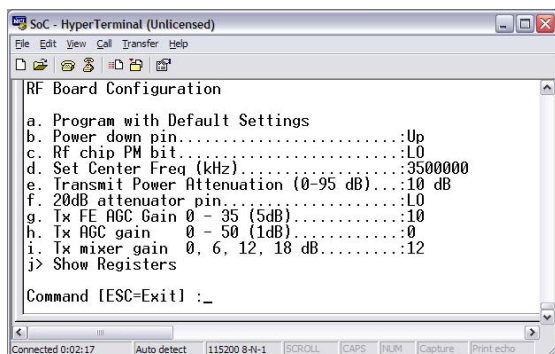 SoC - HyperTerminal (Unlicensed)
File Edit View Call Transfer Help
RF Board Configuration
a. Program with Default Settings
b. Power down pin.........................:Up
c. Rf chip PM bit.........................:LO
d. Set Center Freq (kHz)..................:3500000
e. Transmit Power Attenuation (0-95 dB)...:10 dB
f. 20dB attenuator pin....................:LO
g. Tx FE AGC Gain 0 - 35 (5dB)............:10
h. Tx AGC gain    0 - 50 (1dB)............:0
i. Tx mixer gain  0, 6, 12, 18 dB.........:12
j> Show Registers
Command [ESC=Exit] :_
Connected 0:02:17 Auto detect 115200 8-N-1 SCROLL CAPS NUM Capture Print echo